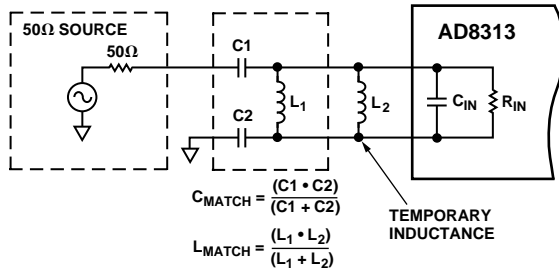 50Ω SOURCE
50Ω
C1
C2
L1
L2
AD8313
CIN
RIN
CMATCH = (C1 • C2)
(C1 + C2)
TEMPORARY
INDUCTANCE
LMATCH = (L1 • L2)
(L1 + L2)